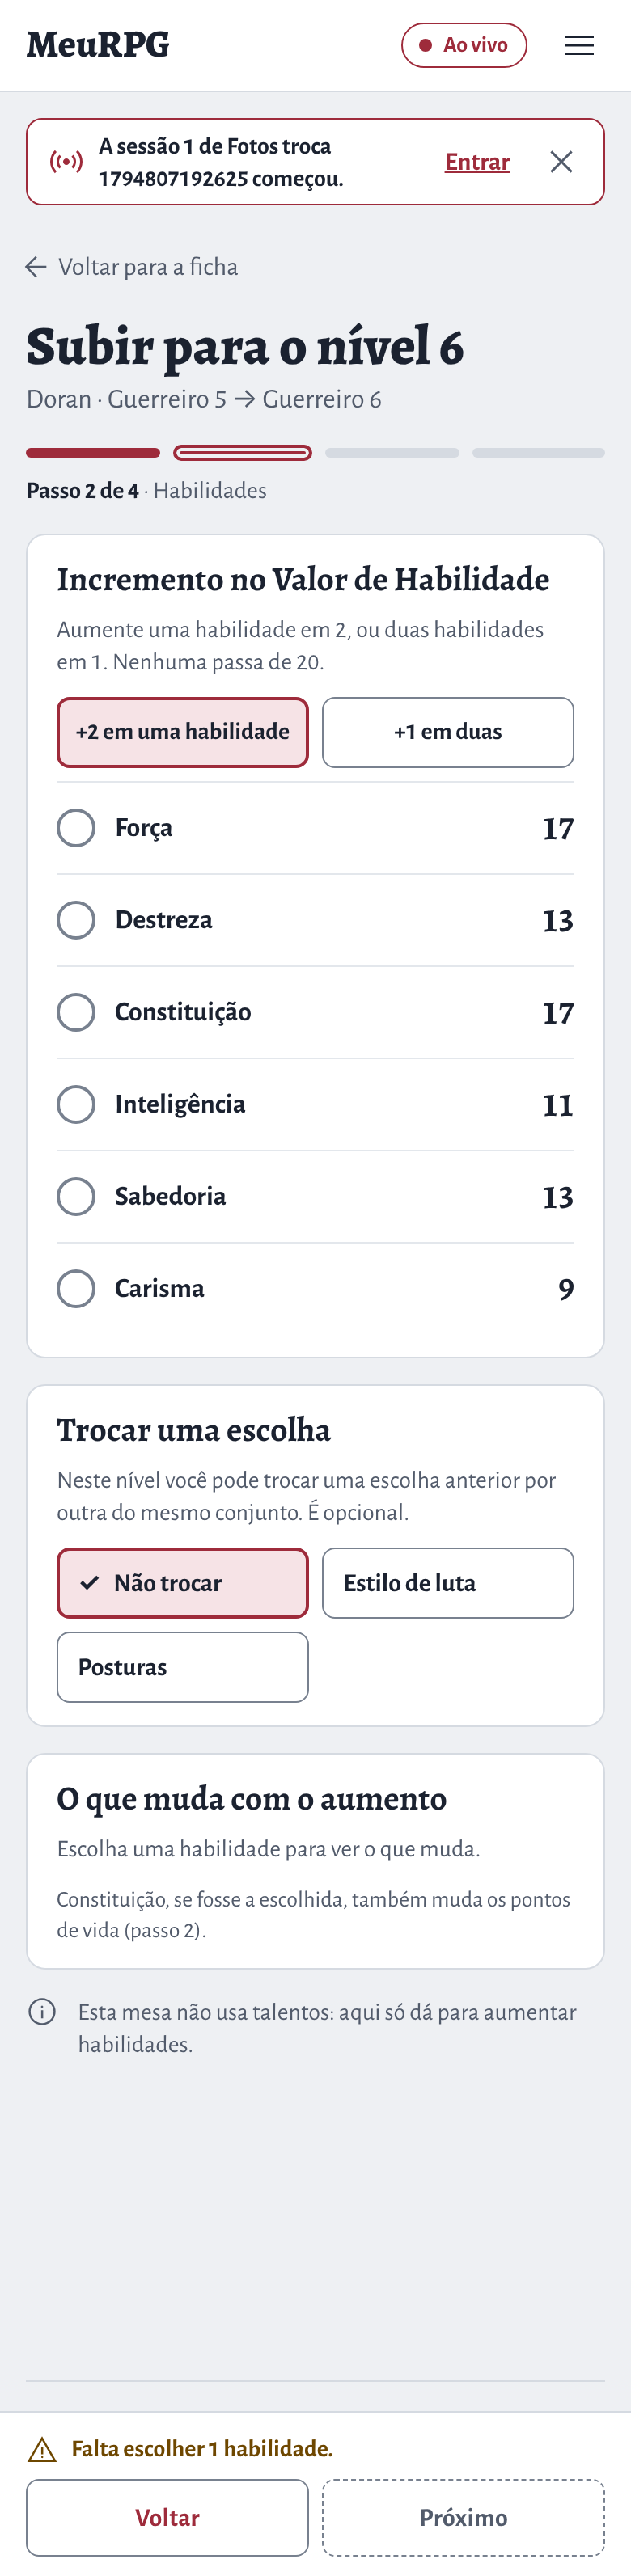 MeuRPG
Ao vivo
A sessão 1 de Fotos troca
1794807192625 começou.
Entrar
Voltar para a ficha
Subir para o nível 6
Doran · Guerreiro 5 → Guerreiro 6
Passo 2 de 4 · Habilidades
Incremento no Valor de Habilidade
Aumente uma habilidade em 2, ou duas habilidades
em 1. Nenhuma passa de 20.
+2 em uma habilidade
+1 em duas
Força 17
Destreza 13
Constituição 17
Inteligência 11
Sabedoria 13
Carisma 9
Trocar uma escolha
Neste nível você pode trocar uma escolha anterior por
outra do mesmo conjunto. É opcional.
Não trocar
Estilo de luta
Posturas
O que muda com o aumento
Escolha uma habilidade para ver o que muda.
Constituição, se fosse a escolhida, também muda os pontos
de vida (passo 2).
Esta mesa não usa talentos: aqui só dá para aumentar
habilidades.
Falta escolher 1 habilidade.
Voltar
Próximo